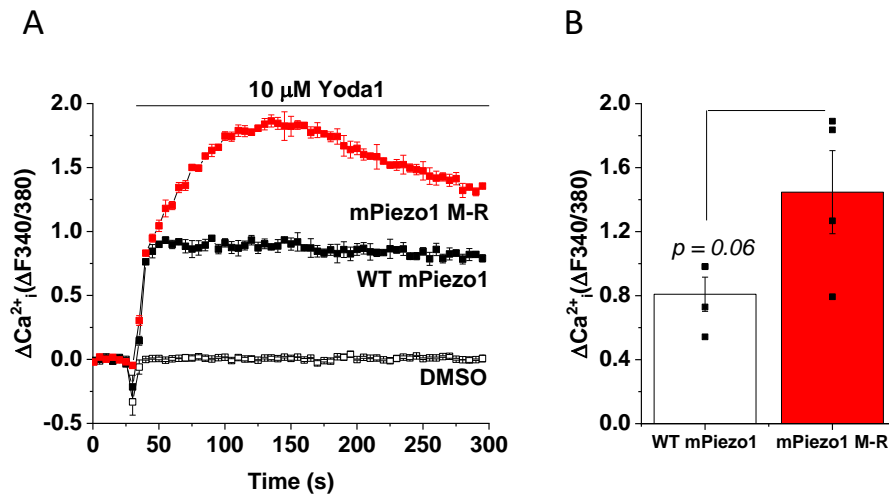 A
10 μM Yoda1
2.0
1.5
1.0
0.5
0.0
-0.5
ΔCa²⁺ᵢ(ΔF340/380)
mPiezo1 M-R
WT mPiezo1
DMSO
0 50 100 150 200 250 300
Time (s)
B
2.0
1.6
1.2
0.8
0.4
0.0
ΔCa²⁺ᵢ(ΔF340/380)
p = 0.06
WT mPiezo1 mPiezo1 M-R